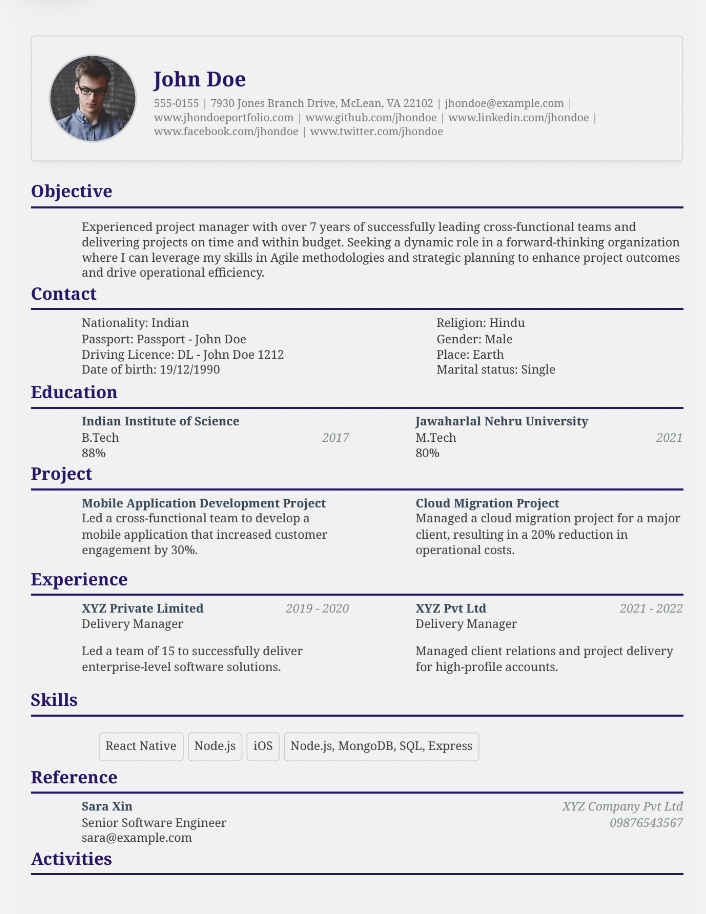 John Doe
555-0155 | 7930 Jones Branch Drive, McLean, VA 22102 | jhondoe@example.com |
www.jhondoeportfolio.com | www.github.com/jhondoe | www.linkedin.com/jhondoe |
www.facebook.com/jhondoe | www.twitter.com/jhondoe
Objective
Experienced project manager with over 7 years of successfully leading cross-functional teams and
delivering projects on time and within budget. Seeking a dynamic role in a forward-thinking organization
where I can leverage my skills in Agile methodologies and strategic planning to enhance project outcomes
and drive operational efficiency.
Contact
Nationality: Indian
Passport: Passport - John Doe
Driving Licence: DL - John Doe 1212
Date of birth: 19/12/1990
Religion: Hindu
Gender: Male
Place: Earth
Marital status: Single
Education
Indian Institute of Science
B.Tech 2017
88%
Jawaharlal Nehru University
M.Tech 2021
80%
Project
Mobile Application Development Project
Led a cross-functional team to develop a
mobile application that increased customer
engagement by 30%.
Cloud Migration Project
Managed a cloud migration project for a major
client, resulting in a 20% reduction in
operational costs.
Experience
XYZ Private Limited 2019 - 2020
Delivery Manager
Led a team of 15 to successfully deliver
enterprise-level software solutions.
XYZ Pvt Ltd 2021 - 2022
Delivery Manager
Managed client relations and project delivery
for high-profile accounts.
Skills
React Native Node.js iOS Node.js, MongoDB, SQL, Express
Reference
Sara Xin XYZ Company Pvt Ltd
Senior Software Engineer 09876543567
sara@example.com
Activities